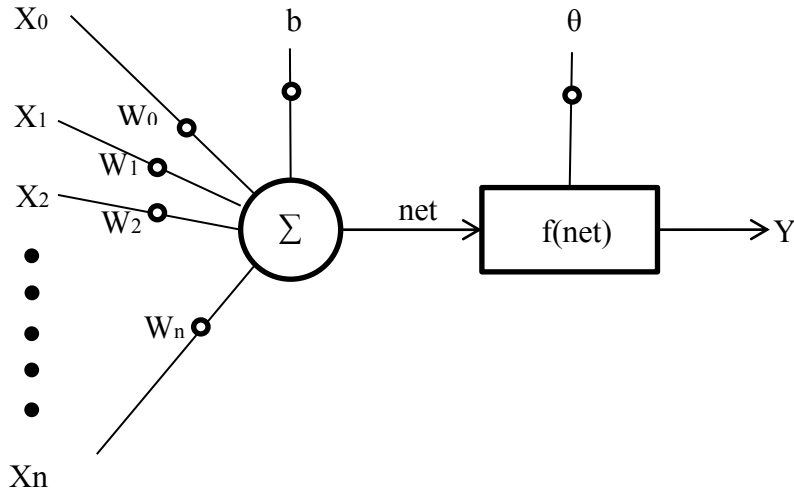 X₀
b
θ
W₀
X₁
W₁
X₂
W₂
∑
net
f(net)
Y
Wₙ
Xn